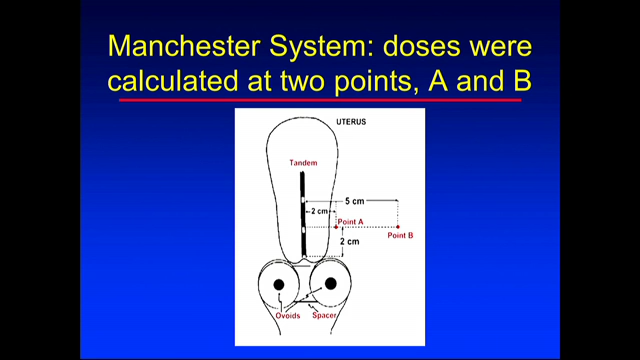 Manchester System: doses were
calculated at two points, A and B
UTERUS
Tandem
5 cm
2 cm
Point A
Point B
2 cm
Ovoids
Spacer